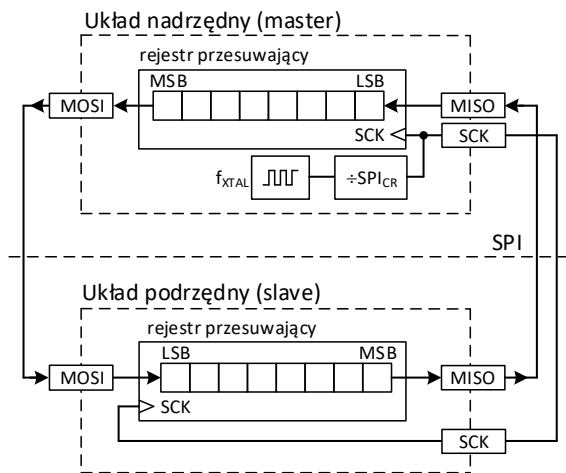 Układ nadrzędny (master)
rejestr przesuwający
MSB LSB
MOSI MISO
SCK SCK
fXTAL ÷SPICR
SPI
Układ podrzędny (slave)
rejestr przesuwający
LSB MSB
MOSI MISO
SCK
SCK